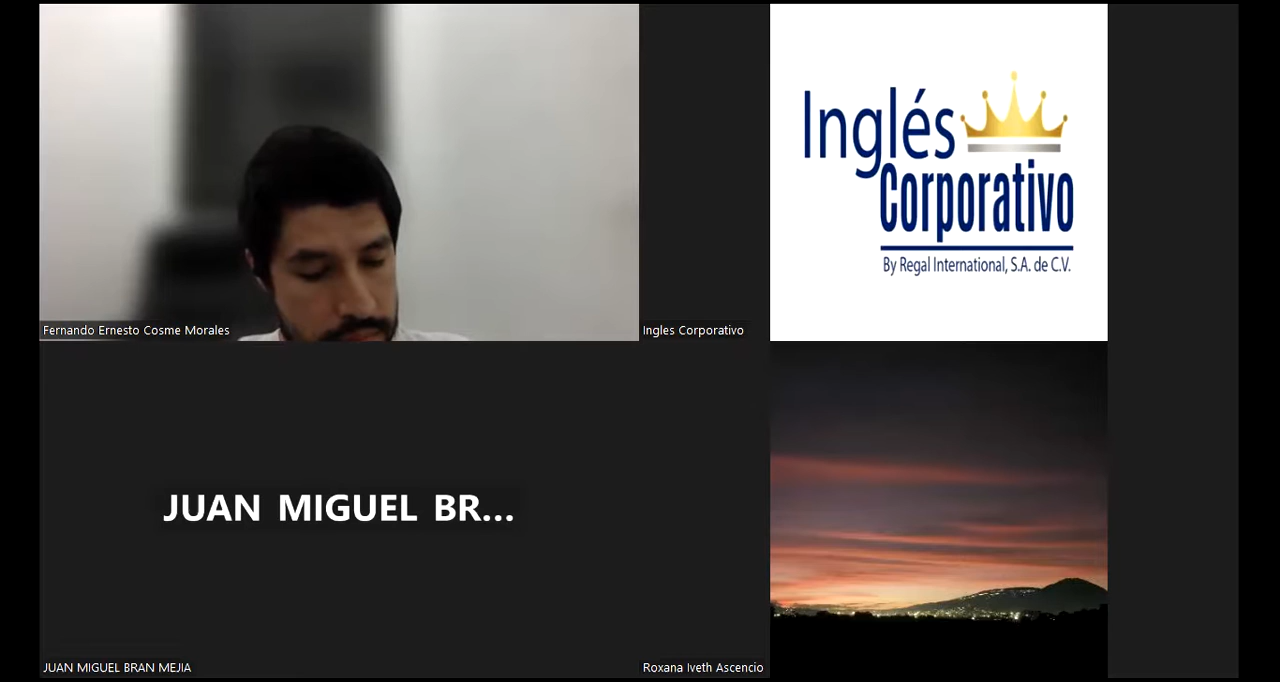 Inglés
Corporativo
By Regal International, S.A. de C.V.
Fernando Ernesto Cosme Morales
Ingles Corporativo
JUAN MIGUEL BR...
JUAN MIGUEL BRAN MEJIA
Roxana Iveth Ascencio